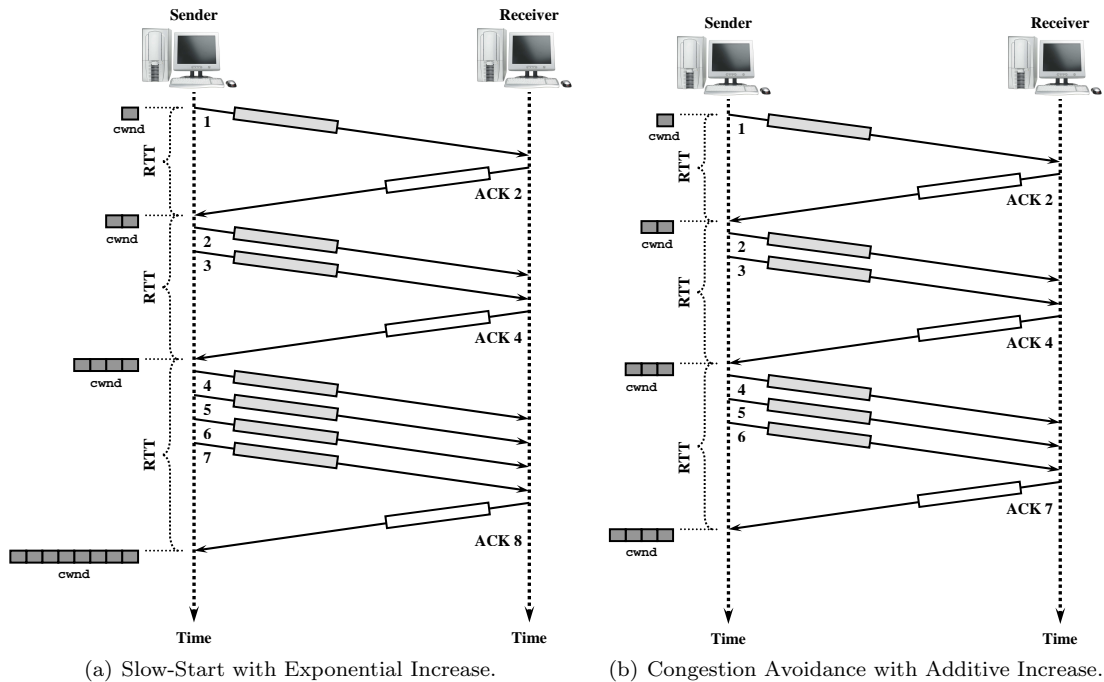 Sender
Receiver
cwnd
RTT
1
ACK 2
cwnd
RTT
2
3
ACK 4
cwnd
RTT
4
5
6
7
ACK 8
cwnd
Time
Time
(a) Slow-Start with Exponential Increase.
Sender
Receiver
cwnd
RTT
1
ACK 2
cwnd
RTT
2
3
ACK 4
cwnd
RTT
4
5
6
ACK 7
cwnd
Time
Time
(b) Congestion Avoidance with Additive Increase.